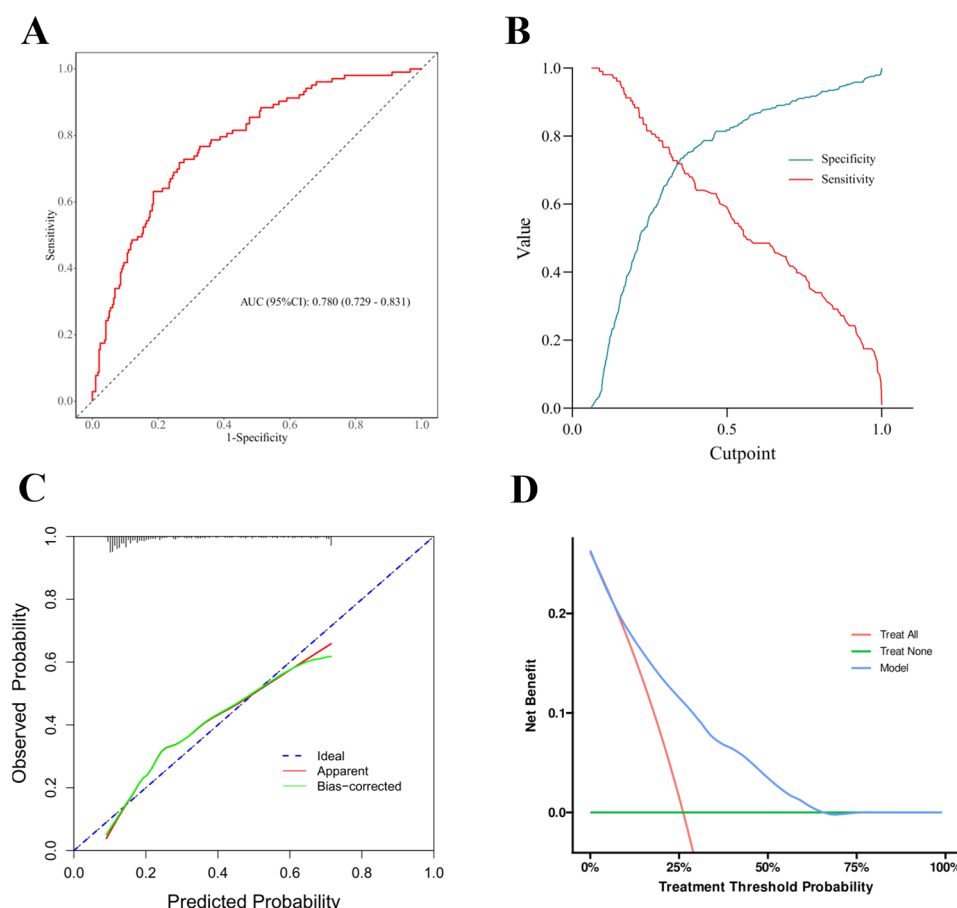 A
1.0
0.8
0.6
0.4
0.2
0.0
Sensitivity
AUC (95%CI): 0.780 (0.729 - 0.831)
0.0 0.2 0.4 0.6 0.8 1.0
1-Specificity
B
1.0
0.8
0.6
0.4
0.2
0.0
Value
Specificity
Sensitivity
0.0 0.5 1.0
Cutpoint
C
1.0
0.8
0.6
0.4
0.2
0.0
Observed Probability
Ideal
Apparent
Bias-corrected
0.0 0.2 0.4 0.6 0.8 1.0
Predicted Probability
D
0.2
0.1
0.0
Net Benefit
Treat All
Treat None
Model
0% 25% 50% 75% 100%
Treatment Threshold Probability